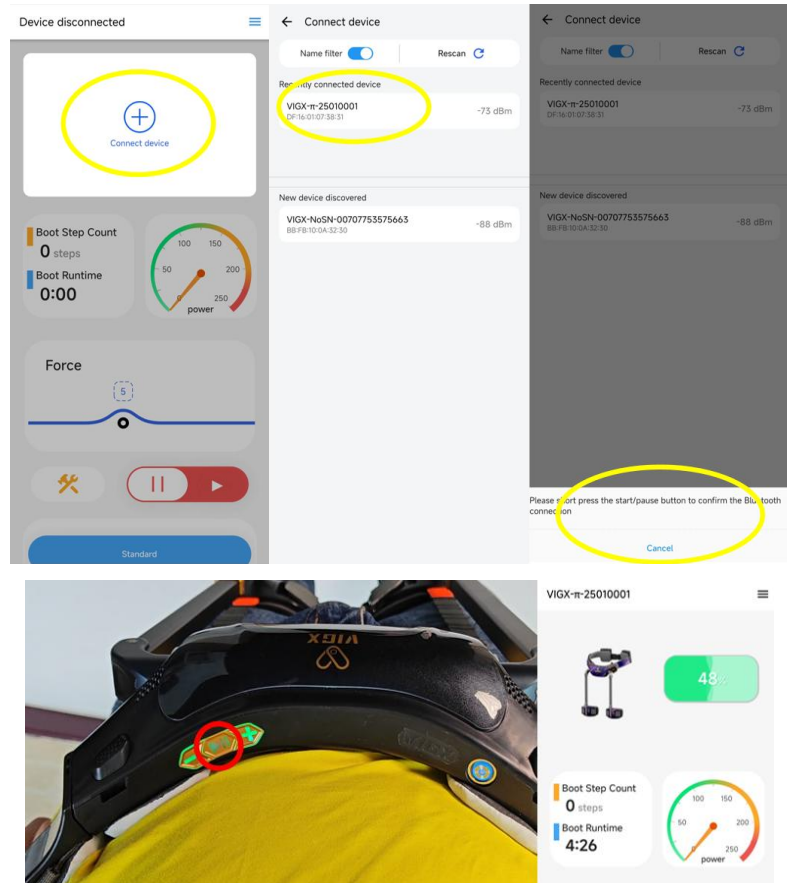 Device disconnected
Connect device
Boot Step Count
0 steps
Boot Runtime
0:00
50
100
150
200
0
250
power
Force
5
Standard
Connect device
Name filter
Rescan
Recently connected device
VIGX-π-25010001
DF:16:01:07:38:31
-73 dBm
New device discovered
VIGX-NoSN-00707753575663
BB:FB:10:0A:32:30
-88 dBm
Connect device
Name filter
Rescan
Recently connected device
VIGX-π-25010001
DF:16:01:07:38:31
-73 dBm
New device discovered
VIGX-NoSN-00707753575663
BB:FB:10:0A:32:30
-88 dBm
Please short press the start/pause button to confirm the Bluetooth
connection
Cancel
VIGX
VIGX-π-25010001
48%
Boot Step Count
0 steps
Boot Runtime
4:26
50
100
150
200
0
250
power